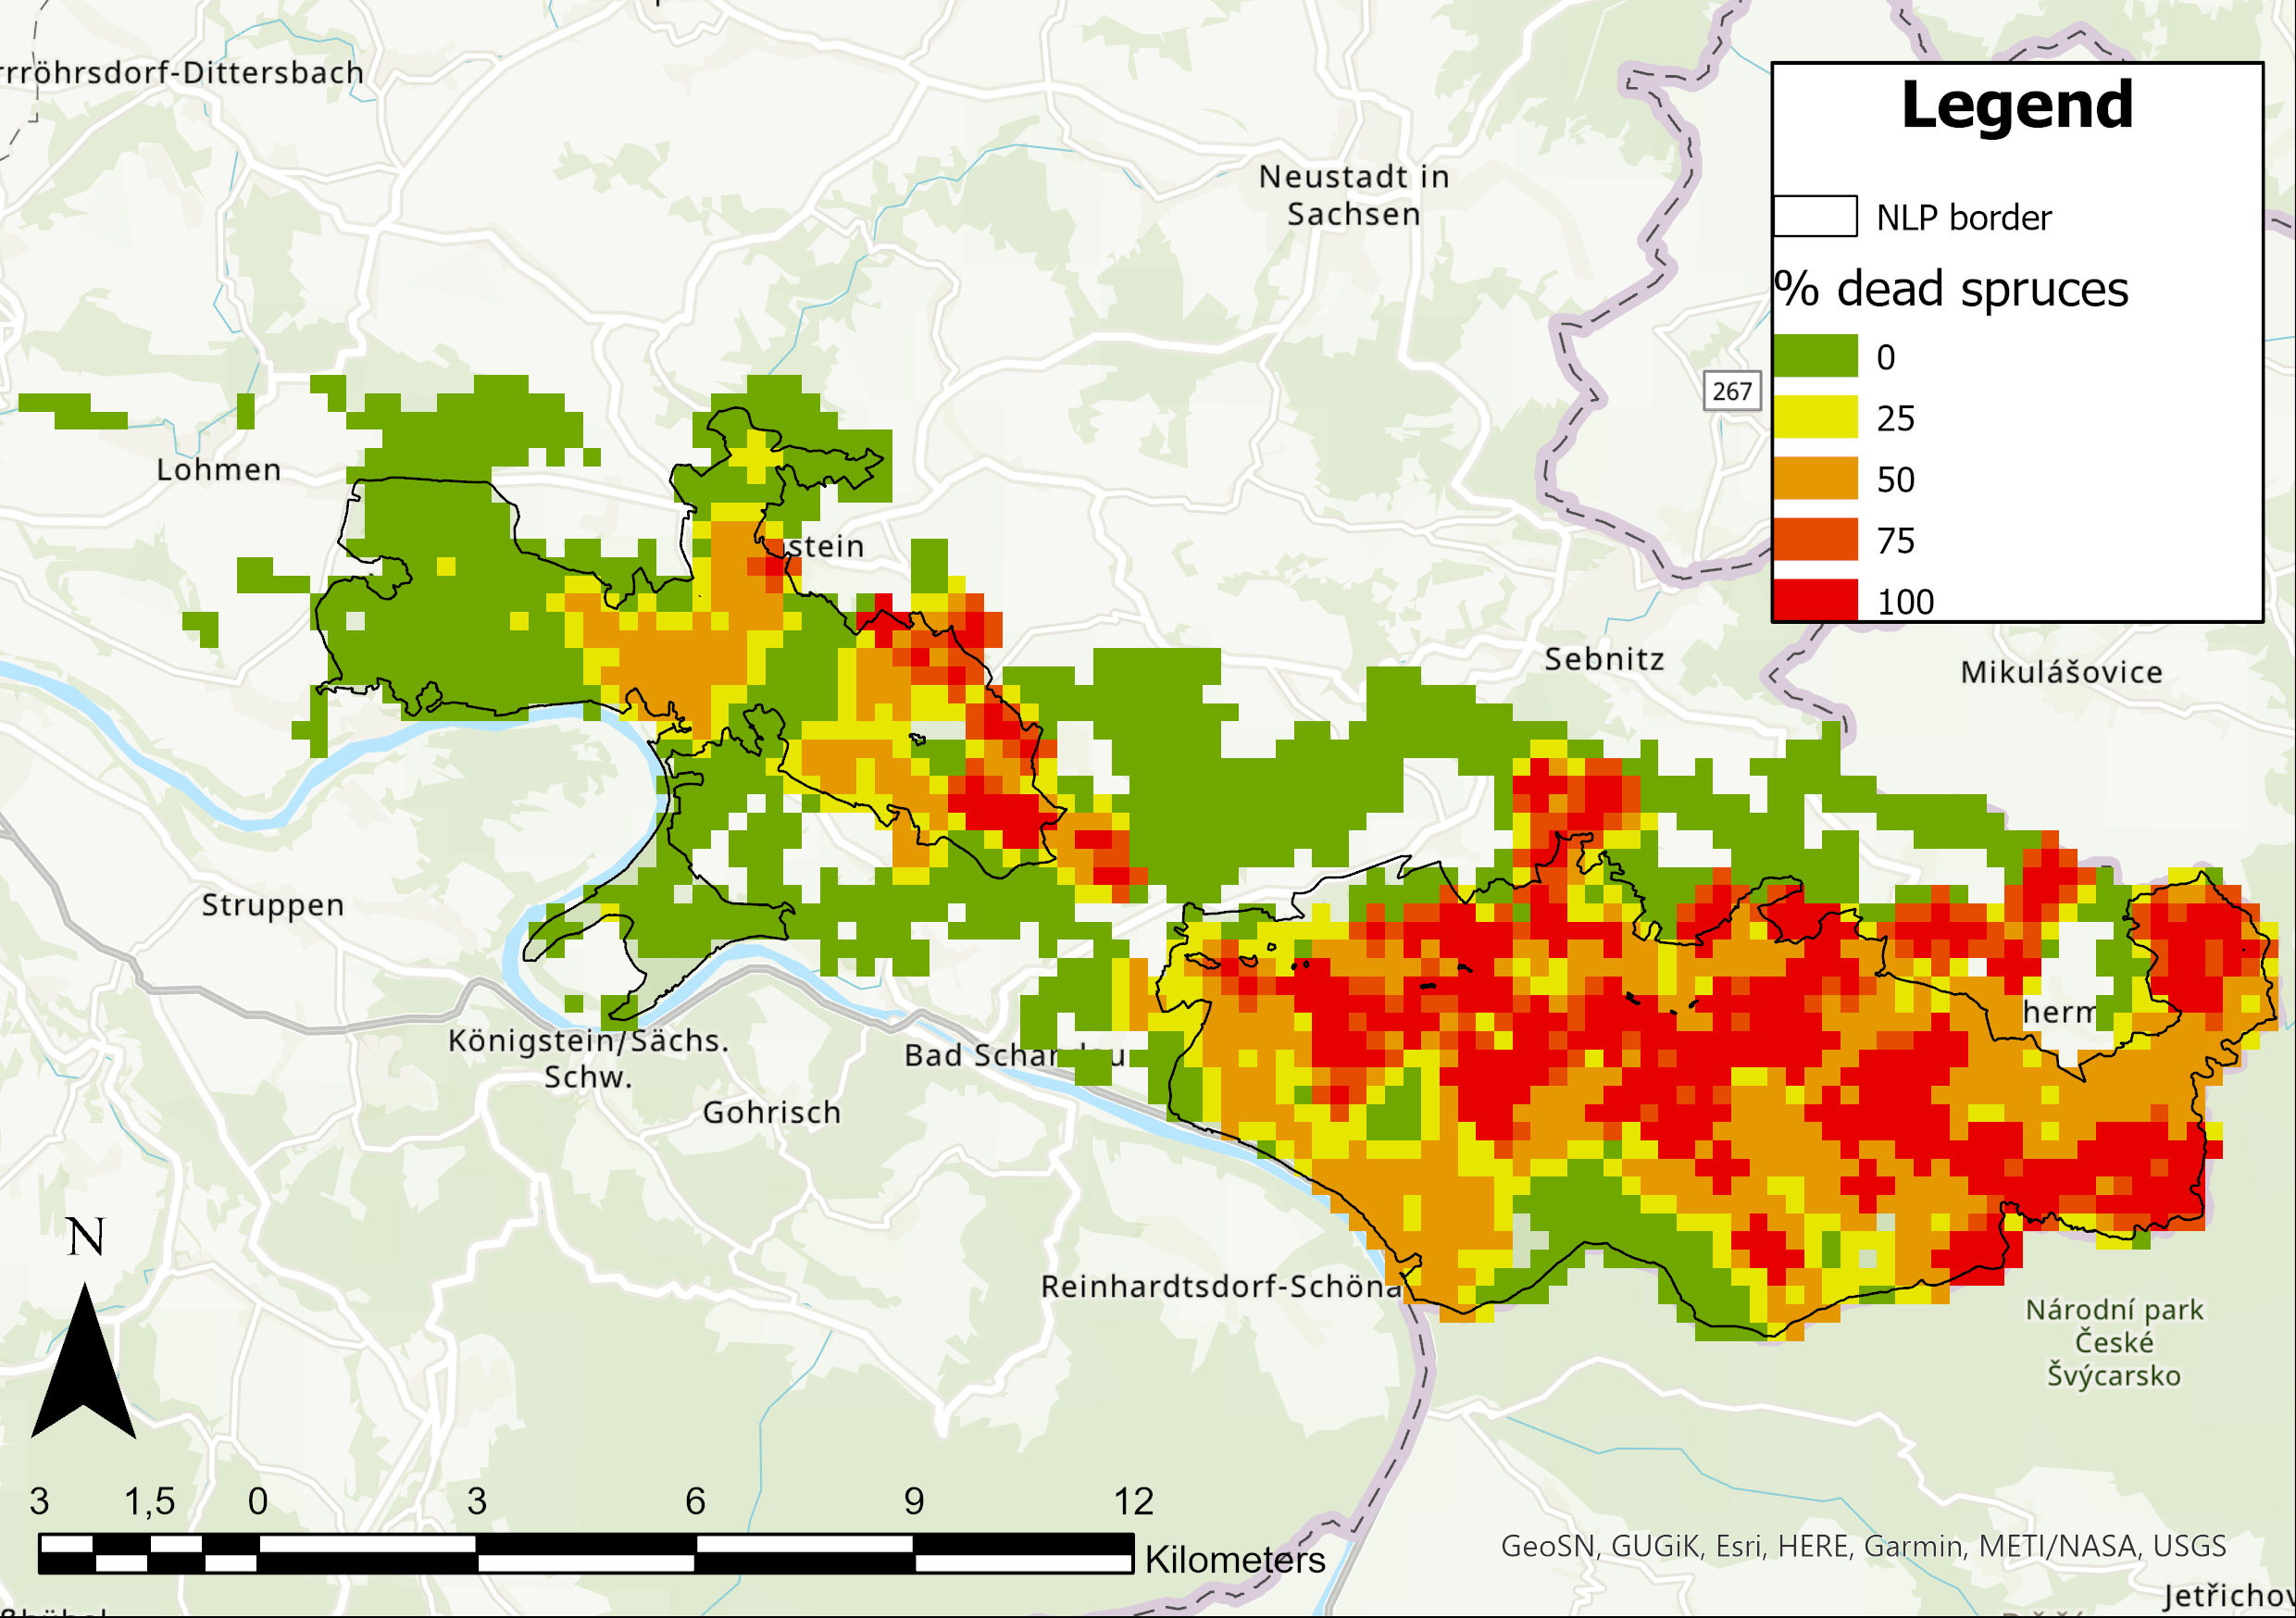 rröhrsdorf-Dittersbach
Legend
Neustadt in
Sachsen
NLP border
% dead spruces
0
267
25
Lohmen
50
stein
75
100
Sebnitz
Mikulášovice
Struppen
herm
Königstein/Sächs.
Schw.
Bad Schandau
Gohrisch
N
Reinhardtsdorf-Schöna
Národní park
České
Švýcarsko
3 1,5 0 3 6 9 12
Kilometers
GeoSN, GUGiK, Esri, HERE, Garmin, METI/NASA, USGS
Jetřichov